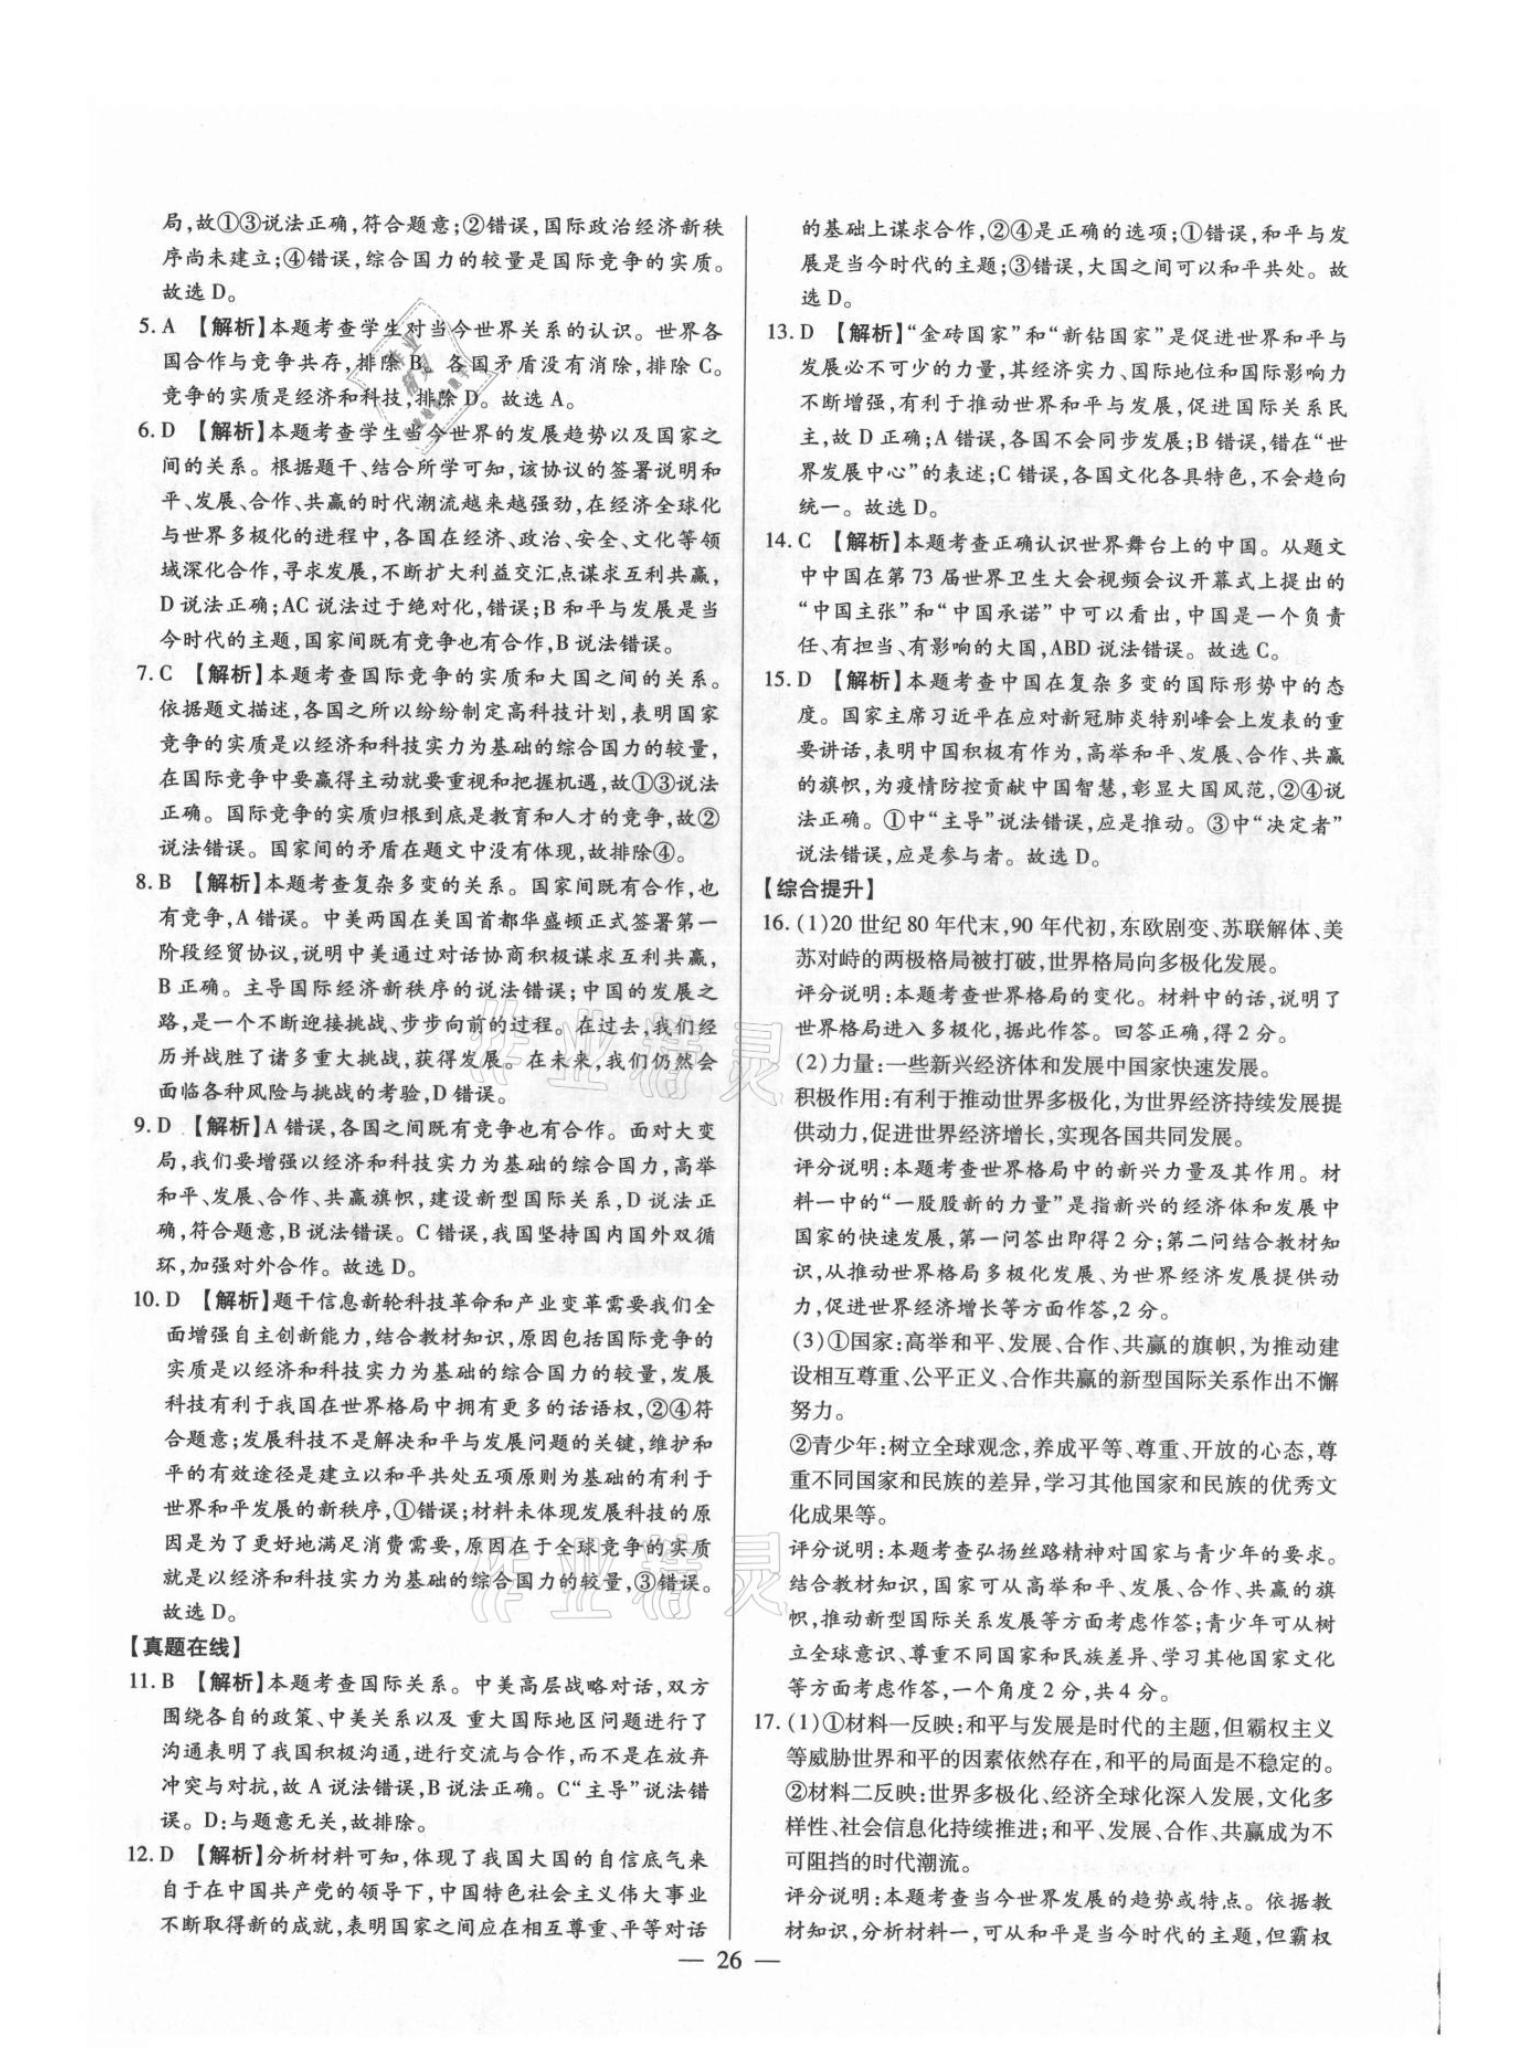 局,故①③说法正确,符合题意;②错误,国际政治经济新秩
序尚未建立;④错误,综合国力的较量是国际竞争的实质。
故选 D。
5. A 【解析】本题考查学生对当今世界关系的认识。世界各
国合作与竞争共存,排除 B。各国矛盾没有消除,排除 C。
竞争的实质是经济和科技,排除 D。故选 A。
6. D 【解析】本题考查学生当今世界的发展趋势以及国家之
间的关系。根据题干、结合所学可知,该协议的签署说明和
平、发展、合作、共赢的时代潮流越来越强劲,在经济全球化
与世界多极化的进程中,各国在经济、政治、安全、文化等领
域深化合作,寻求发展,不断扩大利益交汇点谋求互利共赢,
D 说法正确;AC 说法过于绝对化,错误;B 和平与发展是当
今时代的主题,国家间既有竞争也有合作,B 说法错误。
7. C 【解析】本题考查国际竞争的实质和大国之间的关系。
依据题文描述,各国之所以纷纷制定高科技计划,表明国家
竞争的实质是以经济和科技实力为基础的综合国力的较量,
在国际竞争中要赢得主动就要重视和把握机遇,故①③说法
正确。国际竞争的实质归根到底是教育和人才的竞争,故②
说法错误。国家间的矛盾在题文中没有体现,故排除④。
8. B 【解析】本题考查复杂多变的关系。国家间既有合作,也
有竞争,A 错误。中美两国在美国首都华盛顿正式签署第一
阶段经贸协议,说明中美通过对话协商积极谋求互利共赢,
B 正确。主导国际经济新秩序的说法错误;中国的发展之
路,是一个不断迎接挑战、步步向前的过程。在过去,我们经
历并战胜了诸多重大挑战,获得发展。在未来,我们仍然会
面临各种风险与挑战的考验,D 错误。
9. D 【解析】A 错误,各国之间既有竞争也有合作。面对大变
局,我们要增强以经济和科技实力为基础的综合国力,高举
和平、发展、合作、共赢旗帜,建设新型国际关系,D 说法正
确,符合题意,B 说法错误。C 错误,我国坚持国内国外双循
环,加强对外合作。故选 D。
10. D 【解析】题干信息新轮科技革命和产业变革需要我们全
面增强自主创新能力,结合教材知识,原因包括国际竞争的
实质是以经济和科技实力为基础的综合国力的较量,发展
科技有利于我国在世界格局中拥有更多的话语权,②④符
合题意;发展科技不是解决和平与发展问题的关键,维护和
平的有效途径是建立以和平共处五项原则为基础的有利于
世界和平发展的新秩序,①错误;材料未体现发展科技的原
因是为了更好地满足消费需要,原因在于全球竞争的实质
就是以经济和科技实力为基础的综合国力的较量,③错误。
故选 D。
【真题在线】
11. B 【解析】本题考查国际关系。中美高层战略对话,双方
围绕各自的政策、中美关系以及 重大国际地区问题进行了
沟通表明了我国积极沟通,进行交流与合作,而不是在放弃
冲突与对抗,故 A 说法错误,B 说法正确。C“主导”说法错
误。D:与题意无关,故排除。
12. D 【解析】分析材料可知,体现了我国大国的自信底气来
自于在中国共产党的领导下,中国特色社会主义伟大事业
不断取得新的成就,表明国家之间应在相互尊重、平等对话
的基础上谋求合作,②④是正确的选项;①错误,和平与发
展是当今时代的主题;③错误,大国之间可以和平共处。故
选 D。
13. D 【解析】“金砖国家”和“新钻国家”是促进世界和平与
发展必不可少的力量,其经济实力、国际地位和国际影响力
不断增强,有利于推动世界和平与发展,促进国际关系民
主,故 D 正确;A 错误,各国不会同步发展;B 错误,错在“世
界发展中心”的表述;C 错误,各国文化各具特色,不会趋向
统一。故选 D。
14. C 【解析】本题考查正确认识世界舞台上的中国。从题文
中中国在第 73 届世界卫生大会视频会议开幕式上提出的
“中国主张”和“中国承诺”中可以看出,中国是一个负责
任、有担当、有影响的大国,ABD 说法错误。故选 C。
15. D 【解析】本题考查中国在复杂多变的国际形势中的态
度。国家主席习近平在应对新冠肺炎特别峰会上发表的重
要讲话,表明中国积极有作为,高举和平、发展、合作、共赢
的旗帜,为疫情防控贡献中国智慧,彰显大国风范,②④说
法正确。①中“主导”说法错误,应是推动。③中“决定者”
说法错误,应是参与者。故选 D。
【综合提升】
16. (1)20 世纪 80 年代末,90 年代初,东欧剧变、苏联解体、美
苏对峙的两极格局被打破,世界格局向多极化发展。
评分说明:本题考查世界格局的变化。材料中的话,说明了
世界格局进入多极化,据此作答。回答正确,得 2 分。
(2)力量:一些新兴经济体和发展中国家快速发展。
积极作用:有利于推动世界多极化,为世界经济持续发展提
供动力,促进世界经济增长,实现各国共同发展。
评分说明:本题考查世界格局中的新兴力量及其作用。材
料一中的“一股股新的力量”是指新兴的经济体和发展中
国家的快速发展,第一问答出即得 2 分;第二问结合教材知
识,从推动世界格局多极化发展、为世界经济发展提供动
力,促进世界经济增长等方面作答,2 分。
(3)①国家:高举和平、发展、合作、共赢的旗帜,为推动建
设相互尊重、公平正义、合作共赢的新型国际关系作出不懈
努力。
②青少年:树立全球观念,养成平等、尊重、开放的心态,尊
重不同国家和民族的差异,学习其他国家和民族的优秀文
化成果等。
评分说明:本题考查弘扬丝路精神对国家与青少年的要求。
结合教材知识,国家可从高举和平、发展、合作、共赢的旗
帜,推动新型国际关系发展等方面考虑作答;青少年可从树
立全球意识、尊重不同国家和民族差异、学习其他国家文化
等方面考虑作答,一个角度 2 分,共 4 分。
17. (1)①材料一反映:和平与发展是时代的主题,但霸权主义
等威胁世界和平的因素依然存在,和平的局面是不稳定的。
②材料二反映:世界多极化、经济全球化深入发展,文化多
样性、社会信息化持续推进;和平、发展、合作、共赢成为不
可阻挡的时代潮流。
评分说明:本题考查当今世界发展的趋势或特点。依据教
材知识,分析材料一,可从和平是当今时代的主题,但霸权
— 26 —
作业精灵
作业精灵